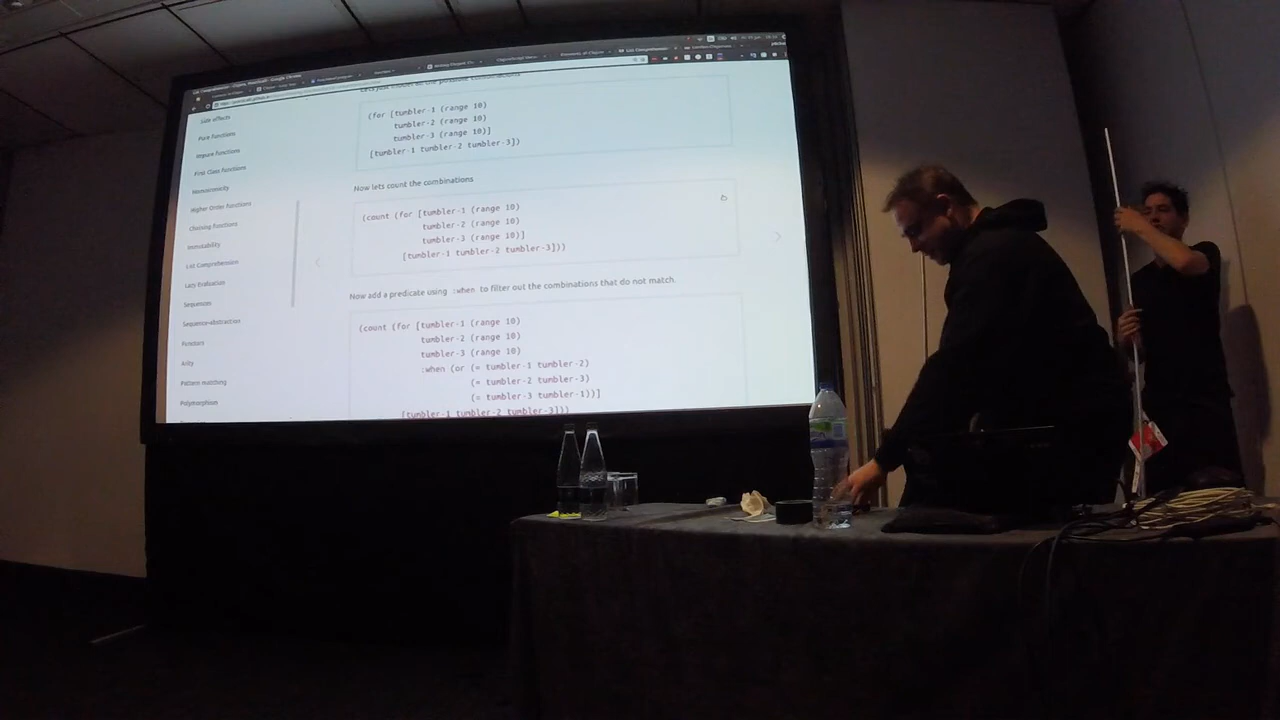 Side effects
Pure functions
Impure functions
First Class functions
Homoiconicity
Higher Order functions
Chaining functions
Immutability
List Comprehension
Lazy Evaluation
Sequences
Sequence-abstraction
Functors
Arity
Pattern matching
Polymorphism
(for [tumbler-1 (range 10)
tumbler-2 (range 10)
tumbler-3 (range 10)]
[tumbler-1 tumbler-2 tumbler-3])
Now lets count the combinations
(count (for [tumbler-1 (range 10)
tumbler-2 (range 10)
tumbler-3 (range 10)]
[tumbler-1 tumbler-2 tumbler-3]))
Now add a predicate using :when to filter out the combinations that do not match.
(count (for [tumbler-1 (range 10)
tumbler-2 (range 10)
tumbler-3 (range 10)
:when (or (= tumbler-1 tumbler-2)
(= tumbler-2 tumbler-3)
(= tumbler-3 tumbler-1))]
[tumbler-1 tumbler-2 tumbler-3]))